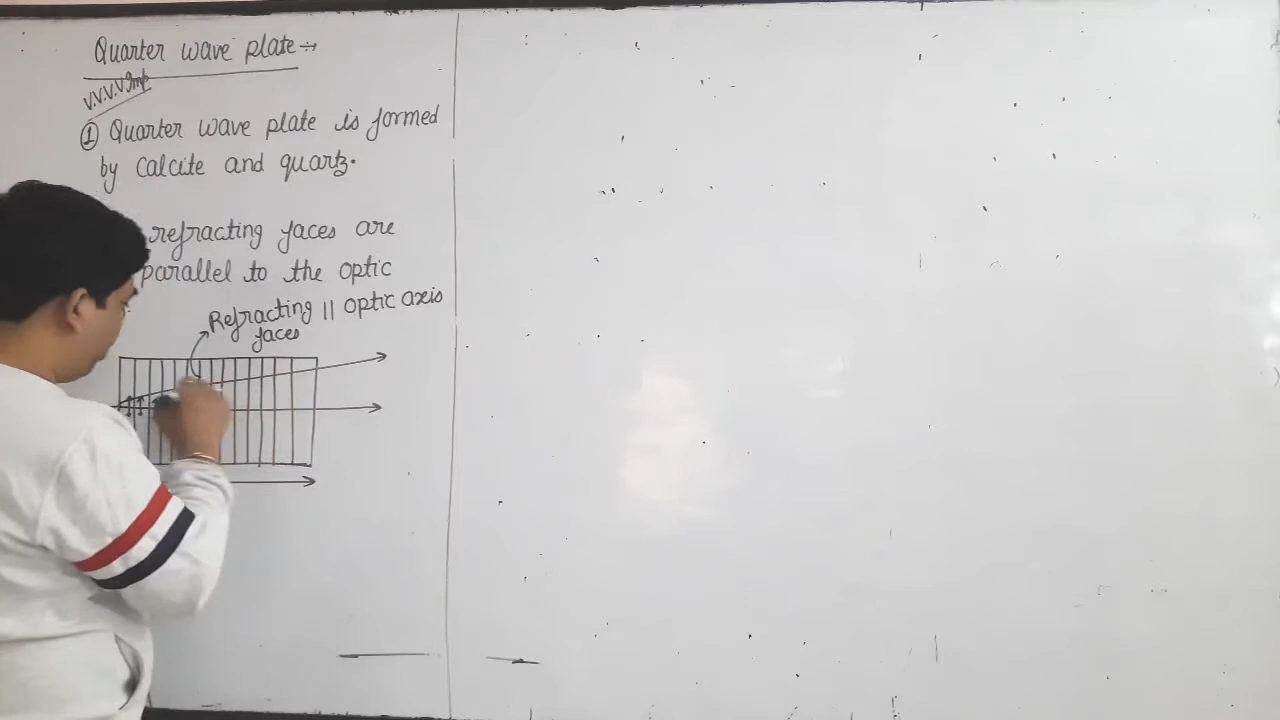 Quarter wave plate÷
V.V.V.V Imp
① Quarter wave plate is formed
by Calcite and quartz.
refracting faces are
parallel to the optic
Refracting || optic axis
faces